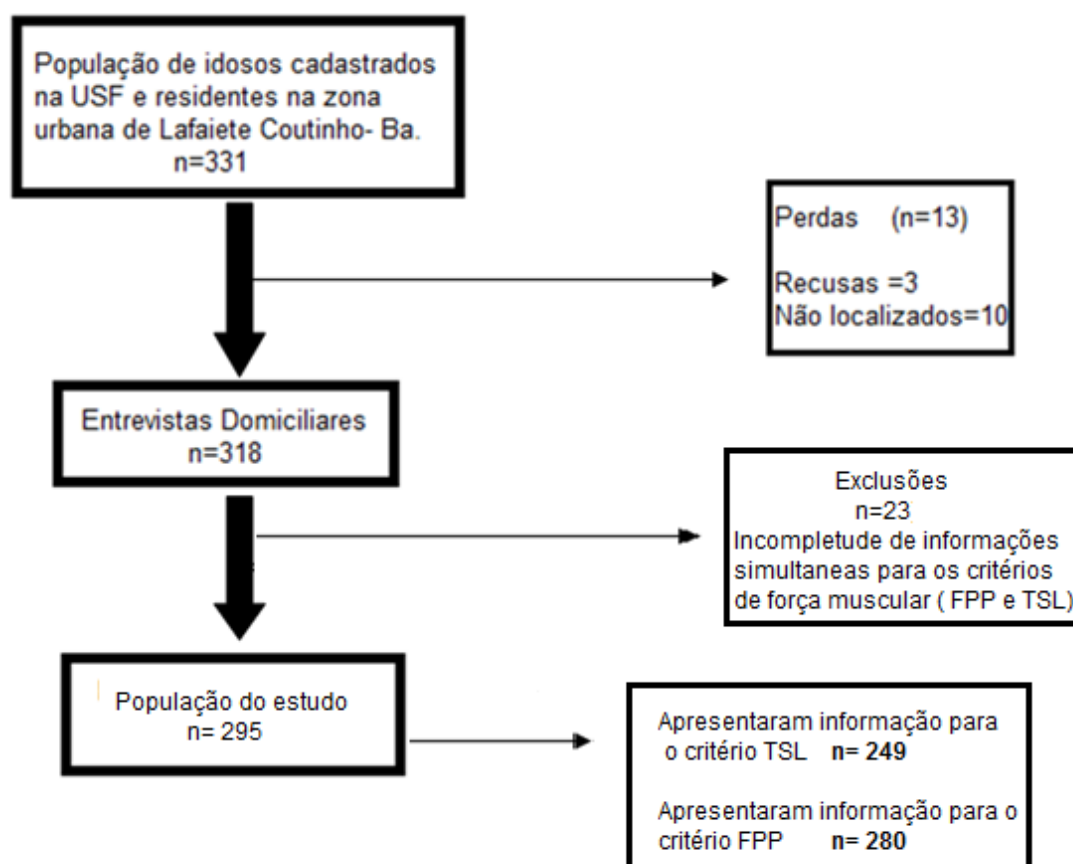 População de idosos cadastrados
na USF e residentes na zona
urbana de Lafaiete Coutinho- Ba.
n=331
Perdas (n=13)
Recusas =3
Não localizados=10
Entrevistas Domiciliares
n=318
Exclusões
n=23
Incompletude de informações
simultaneas para os critérios
de força muscular ( FPP e TSL)
População do estudo
n= 295
Apresentaram informação para
o critério TSL n= 249
Apresentaram informação para o
critério FPP n= 280